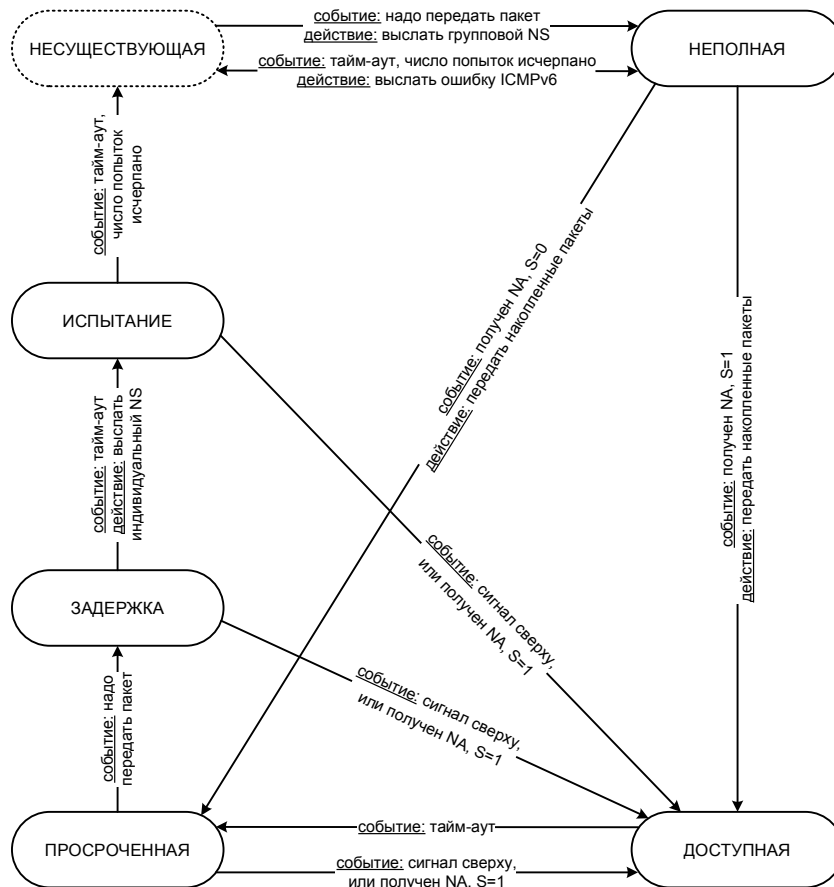 событие: надо передать пакет
действие: выслать групповой NS
НЕСУЩЕСТВУЮЩАЯ
НЕПОЛНАЯ
событие: тайм-аут, число попыток исчерпано
действие: выслать ошибку ICMPv6
событие: тайм-аут,
число попыток
исчерпано
событие: получен NA, S=0
действие: передать накопленные пакеты
событие: получен NA, S=1
действие: передать накопленные пакеты
ИСПЫТАНИЕ
событие: тайм-аут
действие: выслать
индивидуальный NS
событие: сигнал сверху,
или получен NA, S=1
ЗАДЕРЖКА
событие: сигнал сверху,
или получен NA, S=1
событие: надо
передать пакет
событие: тайм-аут
ПРОСРОЧЕННАЯ
ДОСТУПНАЯ
событие: сигнал сверху,
или получен NA, S=1